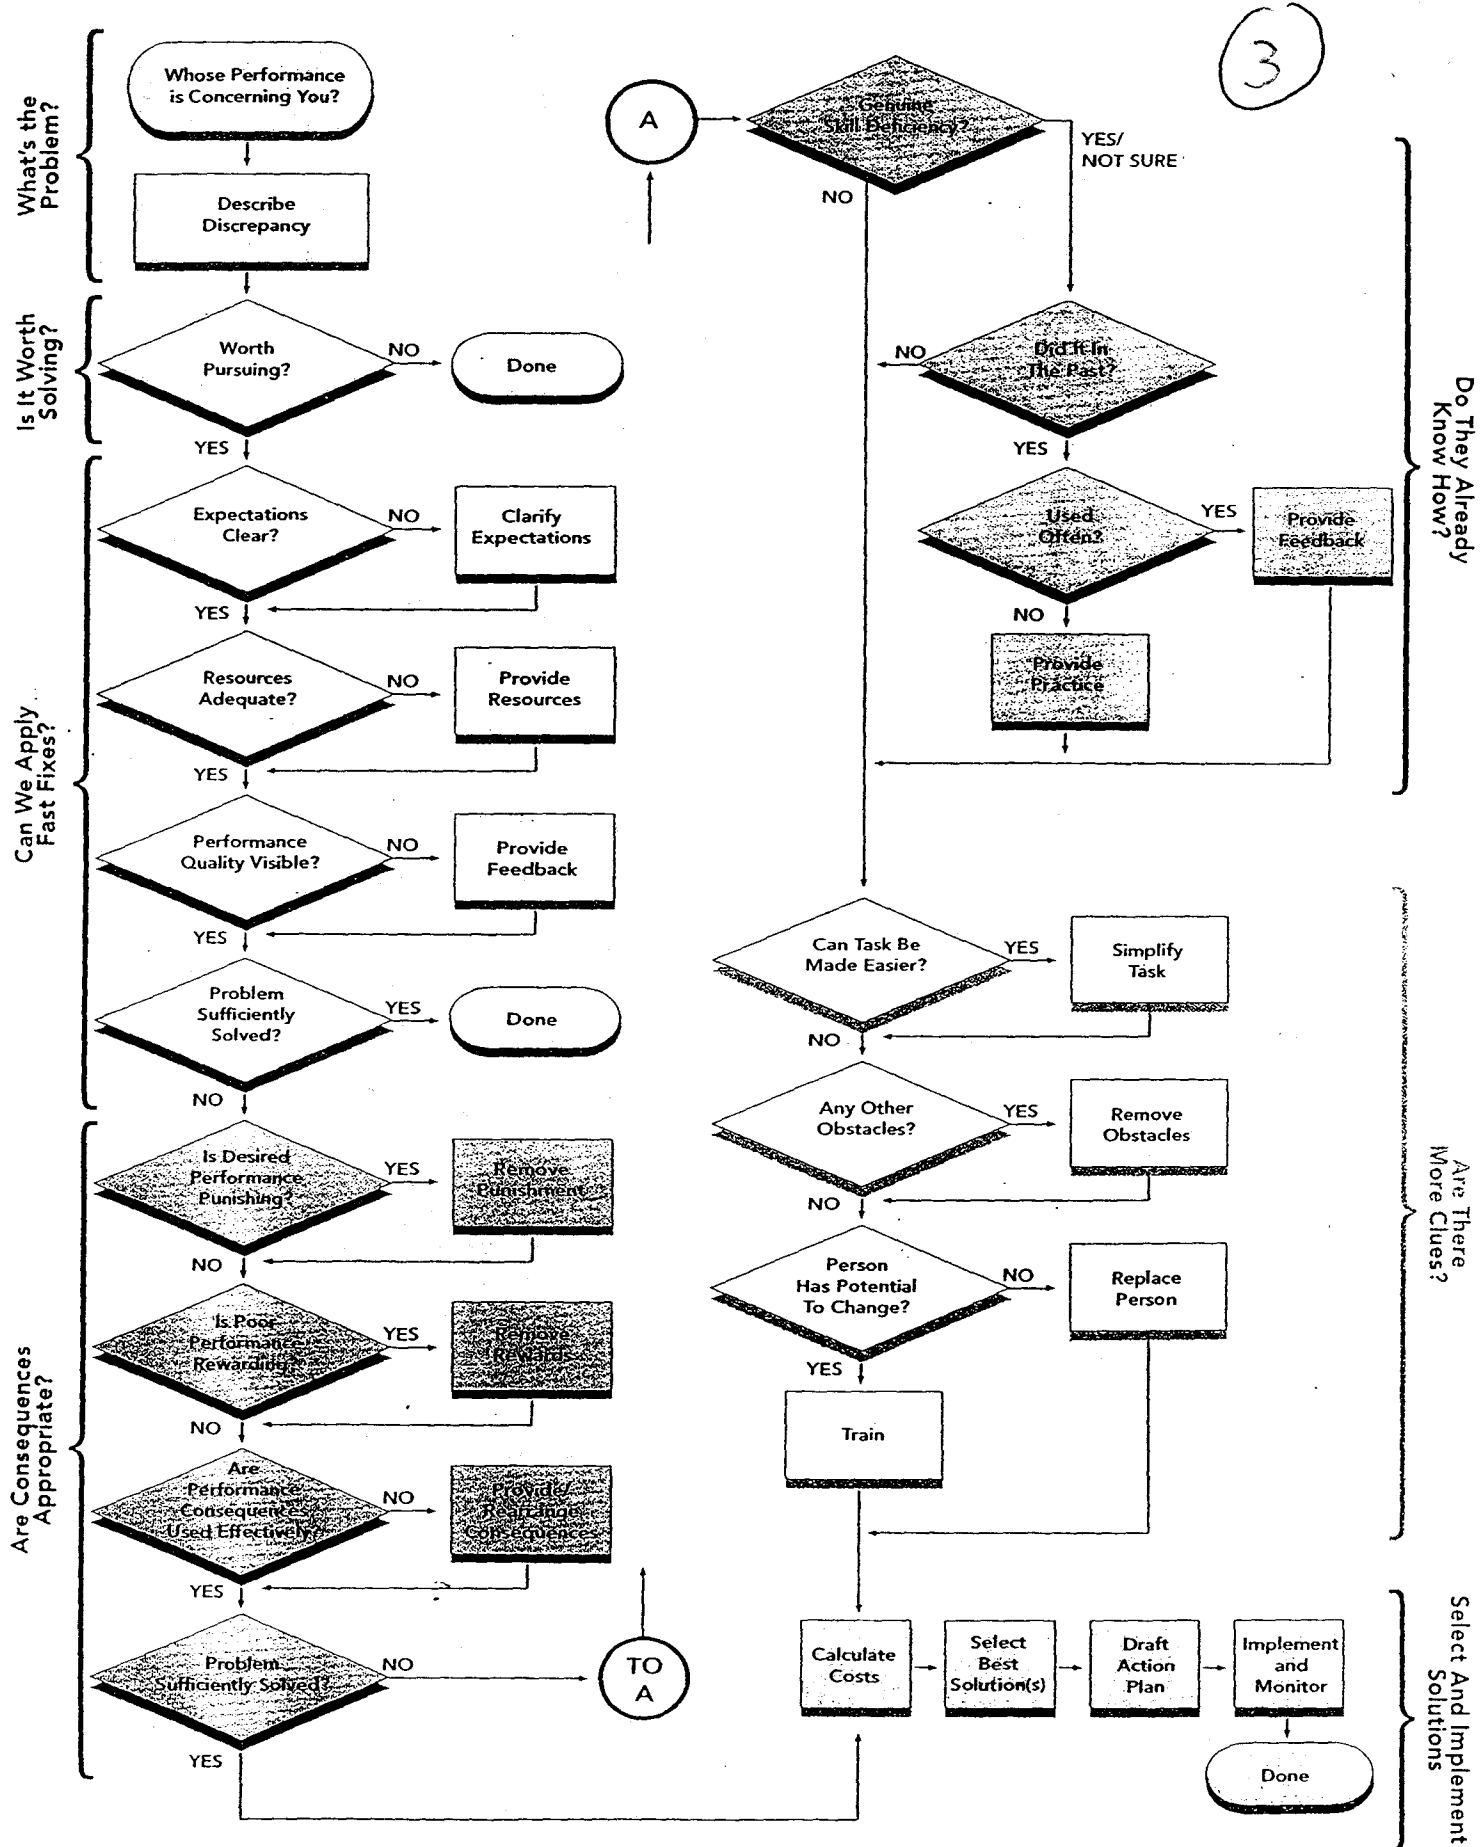 3
What's the
Problem?
Whose Performance
is Concerning You?
Describe
Discrepancy
Is It Worth
Solving?
Worth
Pursuing?
NO
Done
YES
Can We Apply
Fast Fixes?
Expectations
Clear?
NO
Clarify
Expectations
YES
Resources
Adequate?
NO
Provide
Resources
YES
Performance
Quality Visible?
NO
Provide
Feedback
YES
Problem
Sufficiently
Solved?
YES
Done
NO
Are Consequences
Appropriate?
Is Desired
Performance
Punishing?
YES
Remove
Punishment
NO
Is Poor
Performance
Rewarding?
YES
Remove
Rewards
NO
Are
Performance
Consequences
Used Effectively?
NO
Provide/
Rearrange
Consequences
YES
Problem
Sufficiently Solved?
NO
TO
A
YES
A
Genuine
Skill Deficiency?
YES/
NOT SURE
NO
Do They Already
Know How?
Did It In
The Past?
NO
YES
Used
Often?
YES
Provide
Feedback
NO
Provide
Practice
Are There
More Clues?
Can Task Be
Made Easier?
YES
Simplify
Task
NO
Any Other
Obstacles?
YES
Remove
Obstacles
NO
Person
Has Potential
To Change?
NO
Replace
Person
YES
Train
Select And Implement
Solutions
Calculate
Costs
Select
Best
Solution(s)
Draft
Action
Plan
Implement
and
Monitor
Done